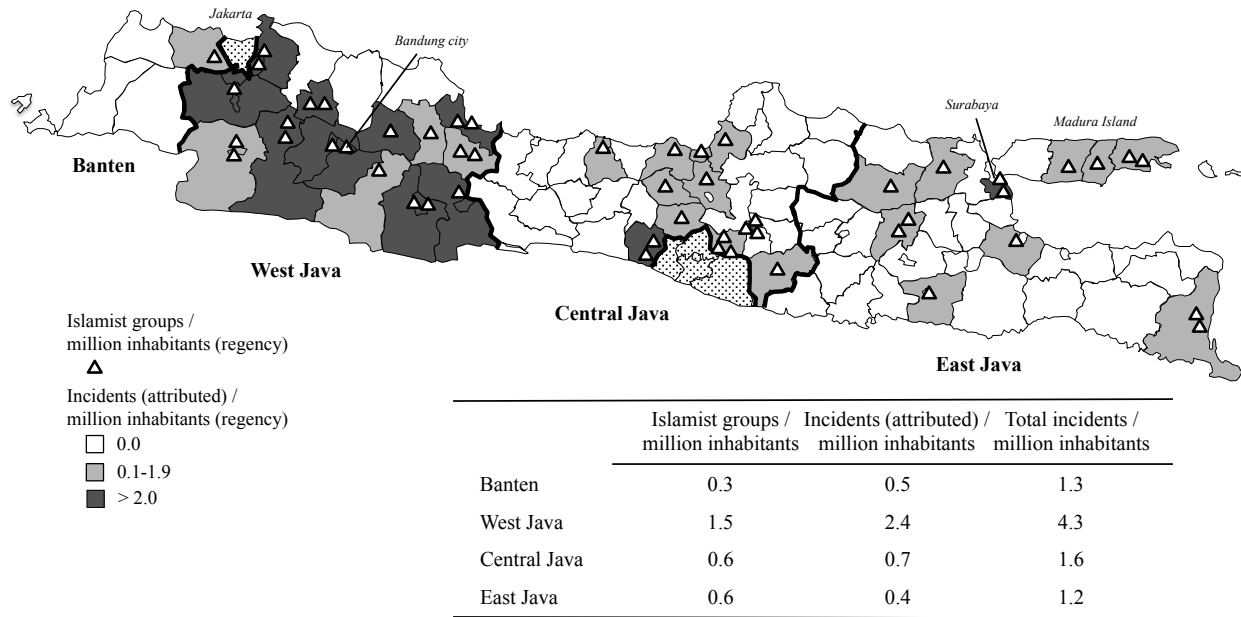 Jakarta
Bandung city
Surabaya
Madura Island
Banten
West Java
Central Java
East Java
Islamist groups /
million inhabitants (regency)
Incidents (attributed) /
million inhabitants (regency)
0.0
0.1-1.9
> 2.0
Islamist groups / Incidents (attributed) / Total incidents /
million inhabitants million inhabitants million inhabitants
Banten 0.3 0.5 1.3
West Java 1.5 2.4 4.3
Central Java 0.6 0.7 1.6
East Java 0.6 0.4 1.2